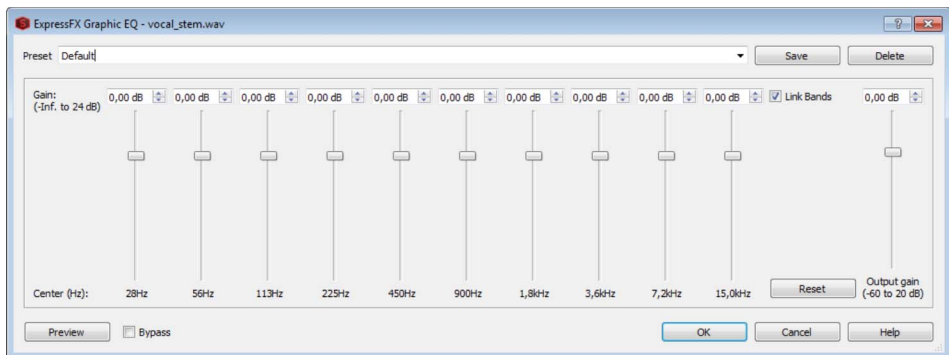 ExpressFX Graphic EQ - vocal_stem.wav
Preset Default Save Delete
Gain: 0,00 dB 0,00 dB 0,00 dB 0,00 dB 0,00 dB 0,00 dB 0,00 dB 0,00 dB 0,00 dB 0,00 dB Link Bands 0,00 dB
(-Inf. to 24 dB)
Center (Hz): 28Hz 56Hz 113Hz 225Hz 450Hz 900Hz 1,8kHz 3,6kHz 7,2kHz 15,0kHz Reset Output gain
(-60 to 20 dB)
Preview Bypass OK Cancel Help